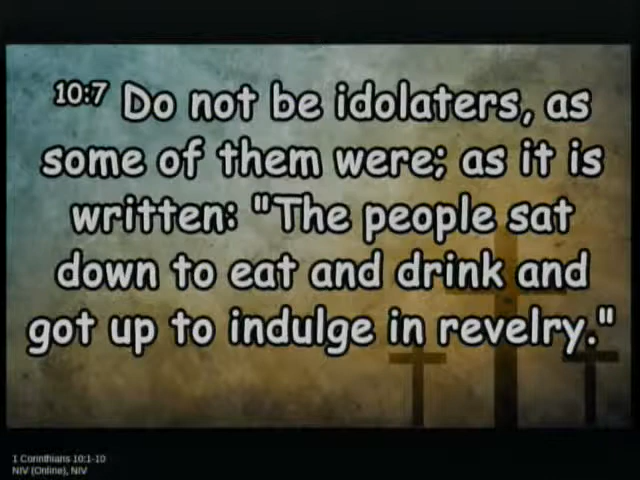 10:7 Do not be idolaters, as
some of them were; as it is
written: "The people sat
down to eat and drink and
got up to indulge in revelry."
1 Corinthians 10:1-10
NIV (Online), NIV